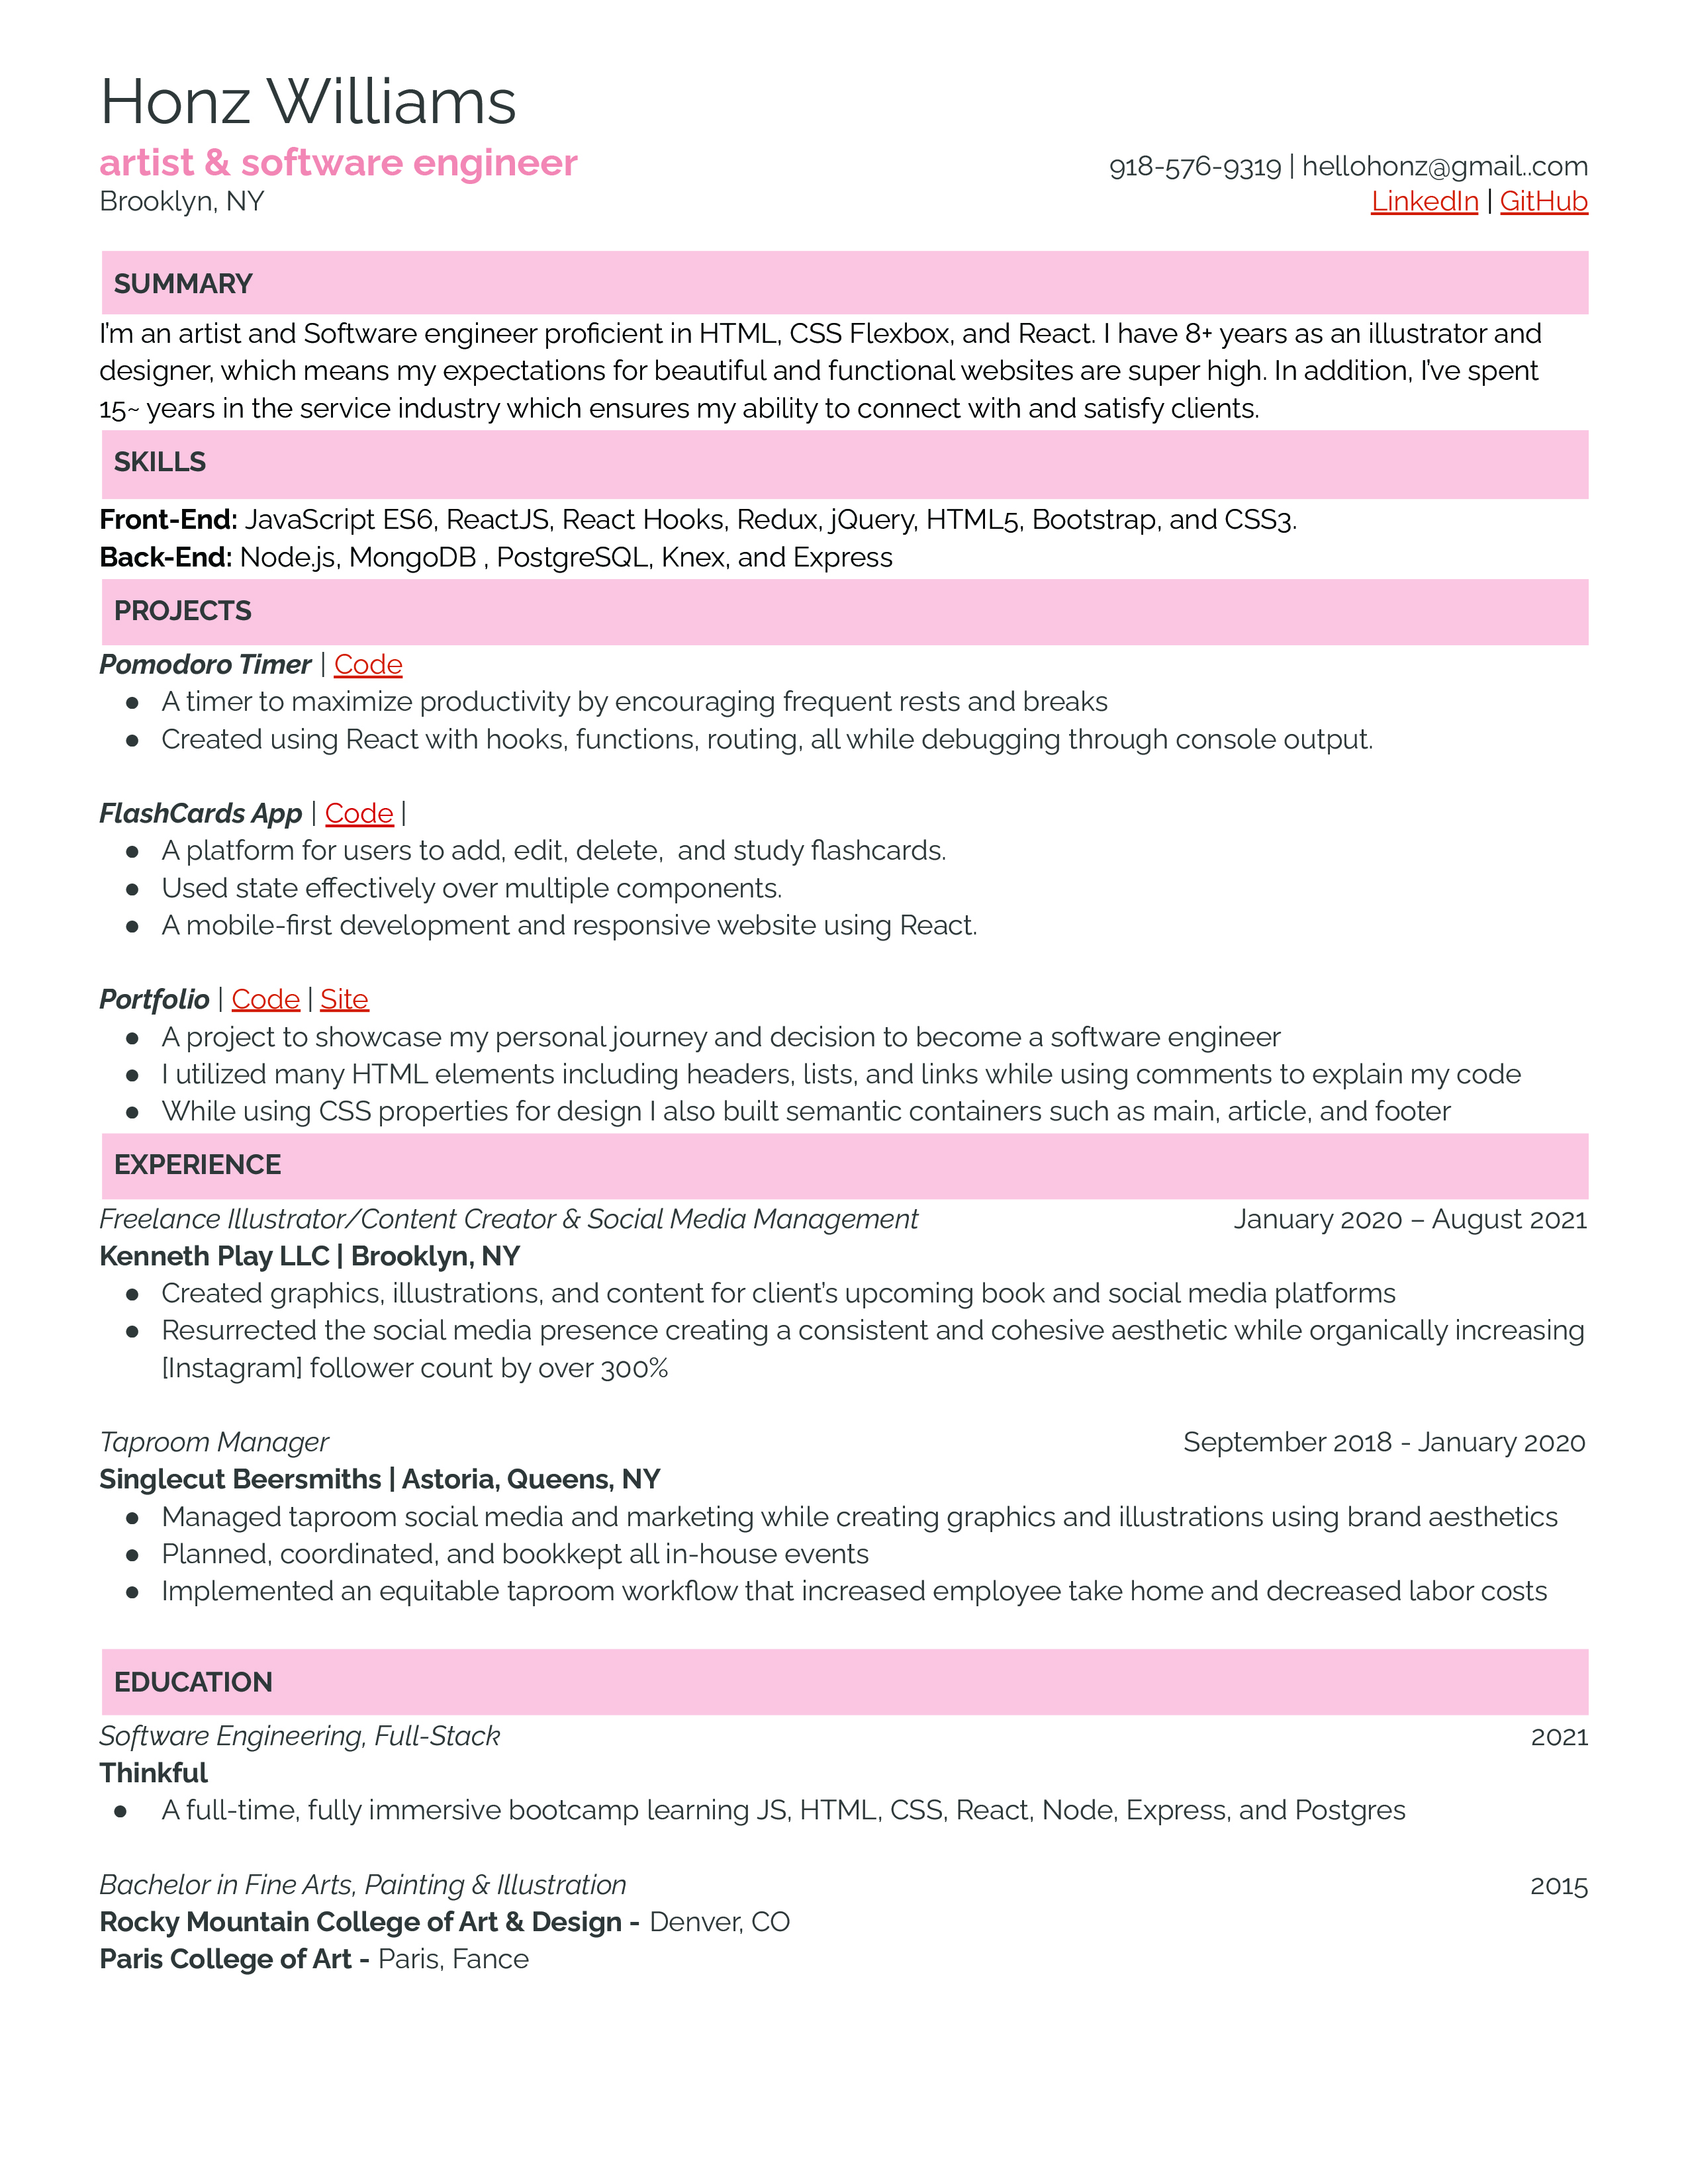 Honz Williams
artist & software engineer
918-576-9319 | hellohonz@gmail..com
Brooklyn, NY
LinkedIn | GitHub
SUMMARY
I'm an artist and Software engineer proficient in HTML, CSS Flexbox, and React. I have 8+ years as an illustrator and
designer, which means my expectations for beautiful and functional websites are super high. In addition, I've spent
15~ years in the service industry which ensures my ability to connect with and satisfy clients.
SKILLS
Front-End: JavaScript ES6, ReactJS, React Hooks, Redux, jQuery, HTML5, Bootstrap, and CSS3.
Back-End: Node.js, MongoDB , PostgreSQL, Knex, and Express
PROJECTS
Pomodoro Timer | Code
● A timer to maximize productivity by encouraging frequent rests and breaks
● Created using React with hooks, functions, routing, all while debugging through console output.
FlashCards App | Code |
● A platform for users to add, edit, delete,  and study flashcards.
● Used state effectively over multiple components.
● A mobile-first development and responsive website using React.
Portfolio | Code | Site
● A project to showcase my personal journey and decision to become a software engineer
● I utilized many HTML elements including headers, lists, and links while using comments to explain my code
● While using CSS properties for design I also built semantic containers such as main, article, and footer
EXPERIENCE
Freelance Illustrator/Content Creator & Social Media Management January 2020 – August 2021
Kenneth Play LLC | Brooklyn, NY
● Created graphics, illustrations, and content for client's upcoming book and social media platforms
● Resurrected the social media presence creating a consistent and cohesive aesthetic while organically increasing
[Instagram] follower count by over 300%
Taproom Manager September 2018 - January 2020
Singlecut Beersmiths | Astoria, Queens, NY
● Managed taproom social media and marketing while creating graphics and illustrations using brand aesthetics
● Planned, coordinated, and bookkept all in-house events
● Implemented an equitable taproom workflow that increased employee take home and decreased labor costs
EDUCATION
Software Engineering, Full-Stack 2021
Thinkful
● A full-time, fully immersive bootcamp learning JS, HTML, CSS, React, Node, Express, and Postgres
Bachelor in Fine Arts, Painting & Illustration 2015
Rocky Mountain College of Art & Design - Denver, CO
Paris College of Art - Paris, Fance